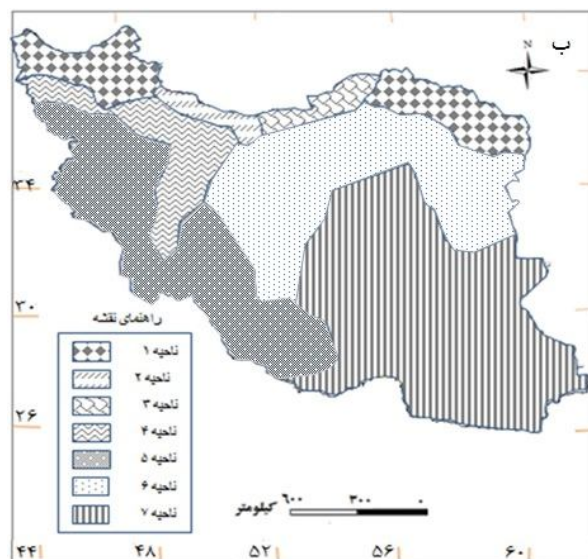 ب
N
۳۴
۳۰
۲۶
راهنمای نقشه
ناحیه ۱
ناحیه ۲
ناحیه ۳
ناحیه ۴
ناحیه ۵
ناحیه ۶
ناحیه ۷
کیلومتر ۶۰۰ ۳۰۰ ۰
۴۴ ۴۸ ۵۲ ۵۶ ۶۰